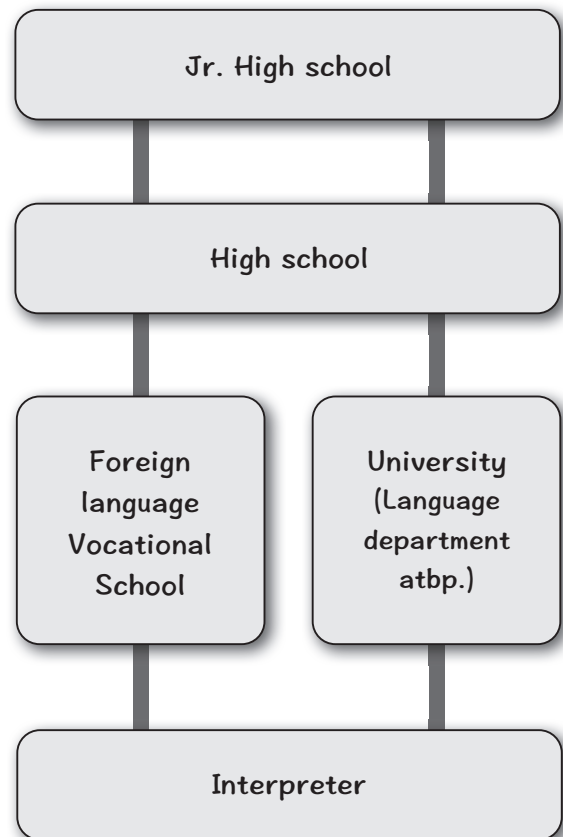 Jr. High school
High school
Foreign
language
Vocational
School
University
(Language
department
atbp.)
Interpreter